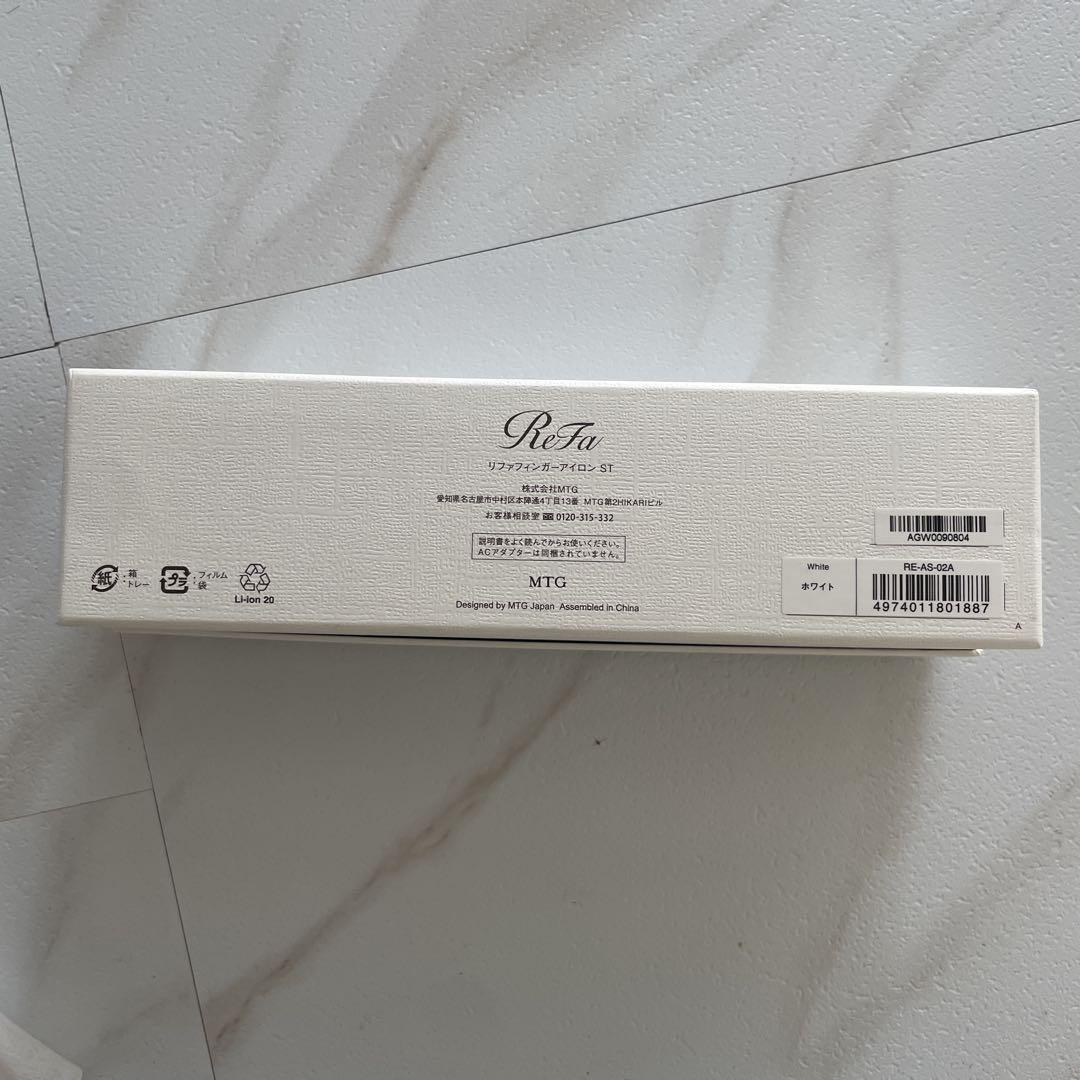 ReFa
リファフィンガーアイロン ST
株式会社MTG
愛知県名古屋市中村区本陣通4丁目13番 MTG第2HIKARIビル
お客様相談室 0120-315-332
説明書をよく読んでからお使いください。
ACアダプターは同梱されていません。
MTG
Designed by MTG Japan Assembled in China
紙 :箱
トレー
プラ :フィルム
袋
Li-ion 20
AGW0090804
White
ホワイト
RE-AS-02A
4974011801887
A